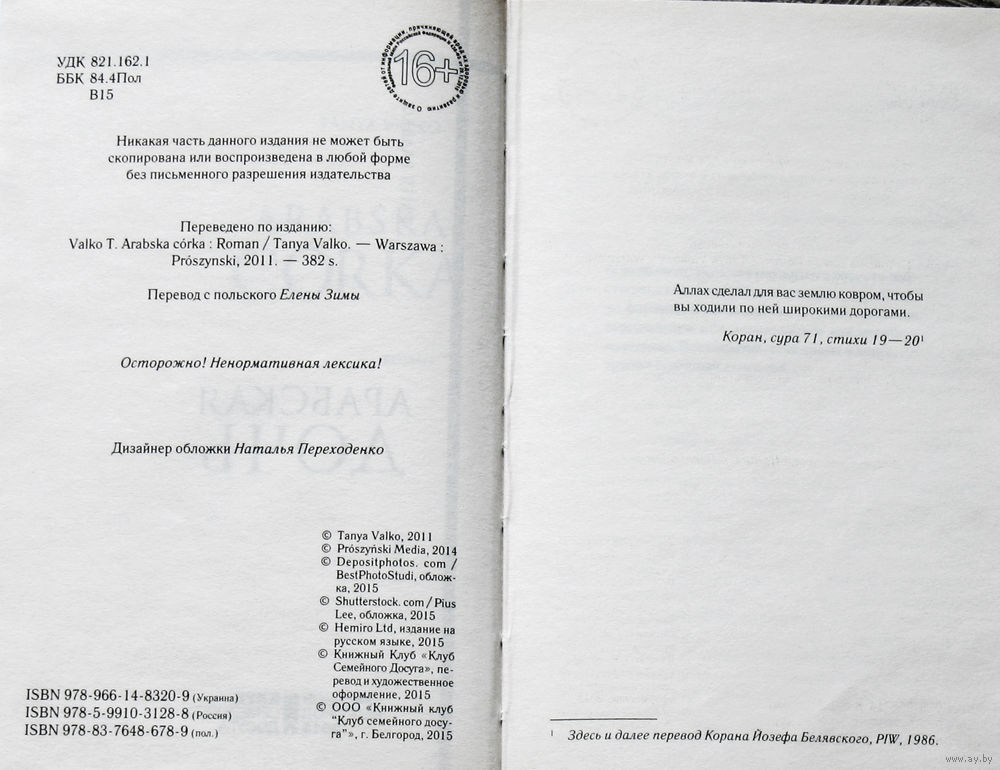 УДК 821.162.1
ББК 84.4Пол
В15
16+
Никакая часть данного издания не может быть
скопирована или воспроизведена в любой форме
без письменного разрешения издательства
Переведено по изданию:
Valko T. Arabska córka : Roman / Tanya Valko. — Warszawa :
Prószynski, 2011. — 382 s.
Перевод с польского Елены Зимы
Осторожно! Ненормативная лексика!
Дизайнер обложки Наталья Переходенко
© Tanya Valko, 2011
© Prószyński Media, 2014
© Depositphotos. com /
BestPhotoStudi, облож-
ка, 2015
© Shutterstock. com / Pius
Lee, обложка, 2015
© Hemiro Ltd, издание на
русском языке, 2015
© Книжный Клуб «Клуб
Семейного Досуга», пе-
ревод и художественное
оформление, 2015
© ООО «Книжный клуб
"Клуб семейного досу-
га"», г. Белгород, 2015
ISBN 978-966-14-8320-9 (Украина)
ISBN 978-5-9910-3128-8 (Россия)
ISBN 978-83-7648-678-9 (пол.)
Аллах сделал для вас землю ковром, чтобы
вы ходили по ней широкими дорогами.
Коран, сура 71, стихи 19—20¹
¹ Здесь и далее перевод Корана Йозефа Белявского, PIW, 1986.
www.ay.by